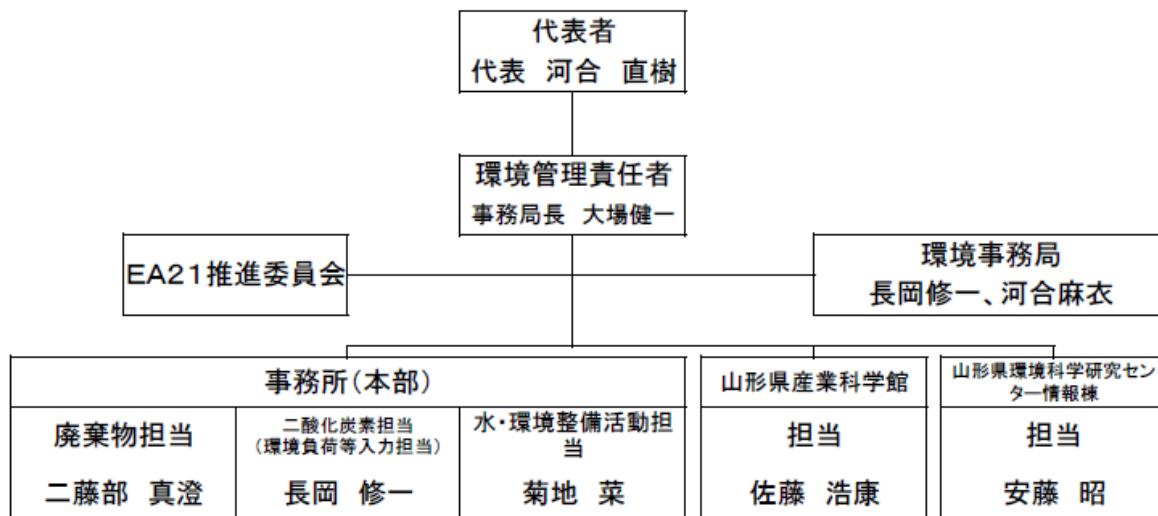 代表者
代表　河合　直樹
環境管理責任者
事務局長　大場健一
EA21推進委員会
環境事務局
長岡修一、河合麻衣
事務所（本部）
山形県産業科学館
山形県環境科学研究セン
ター情報棟
廃棄物担当
二藤部　真澄
二酸化炭素担当
（環境負荷等入力担当）
長岡　修一
水・環境整備活動担
当
菊地　菜
担当
佐藤　浩康
担当
安藤　昭